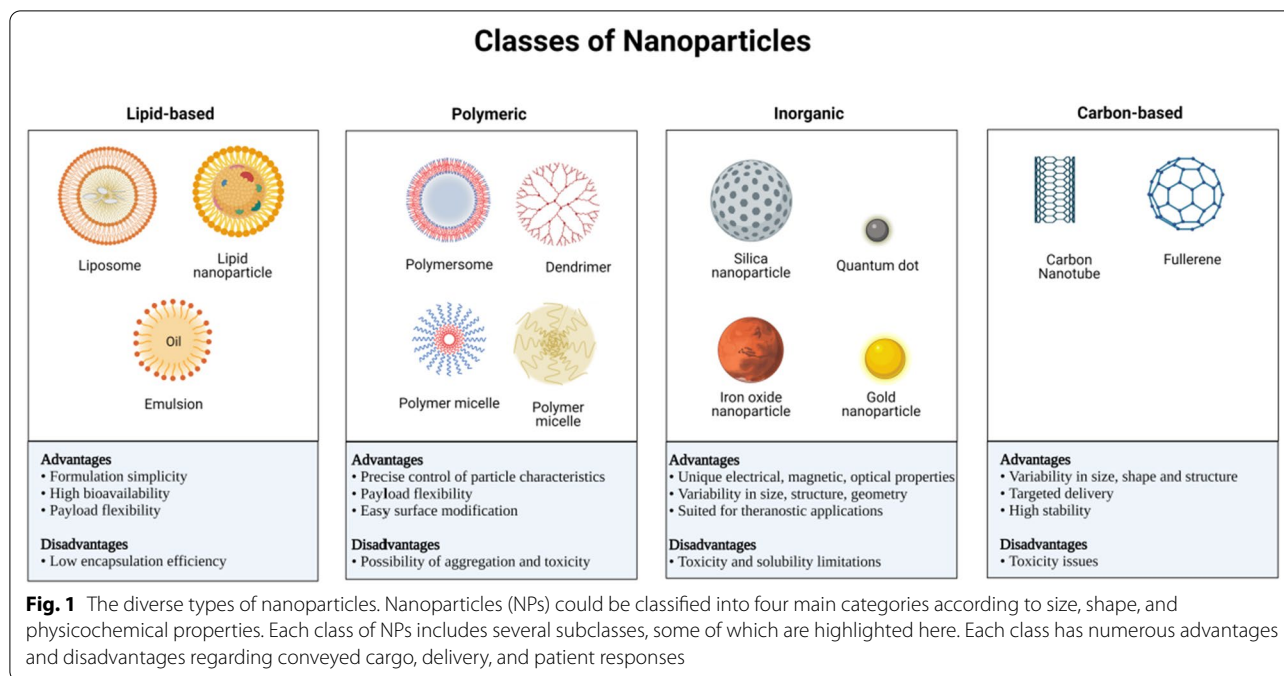 Classes of Nanoparticles
Lipid-based
Liposome
Lipid
nanoparticle
Oil
Emulsion
Advantages
• Formulation simplicity
• High bioavailability
• Payload flexibility
Disadvantages
• Low encapsulation efficiency
Polymeric
Polymersome
Dendrimer
Polymer micelle
Polymer
micelle
Advantages
• Precise control of particle characteristics
• Payload flexibility
• Easy surface modification
Disadvantages
• Possibility of aggregation and toxicity
Inorganic
Silica
nanoparticle
Quantum dot
Iron oxide
nanoparticle
Gold
nanoparticle
Advantages
• Unique electrical, magnetic, optical properties
• Variability in size, structure, geometry
• Suited for theranostic applications
Disadvantages
• Toxicity and solubility limitations
Carbon-based
Carbon
Nanotube
Fullerene
Advantages
• Variability in size, shape and structure
• Targeted delivery
• High stability
Disadvantages
• Toxicity issues
Fig. 1 The diverse types of nanoparticles. Nanoparticles (NPs) could be classified into four main categories according to size, shape, and
physicochemical properties. Each class of NPs includes several subclasses, some of which are highlighted here. Each class has numerous advantages
and disadvantages regarding conveyed cargo, delivery, and patient responses